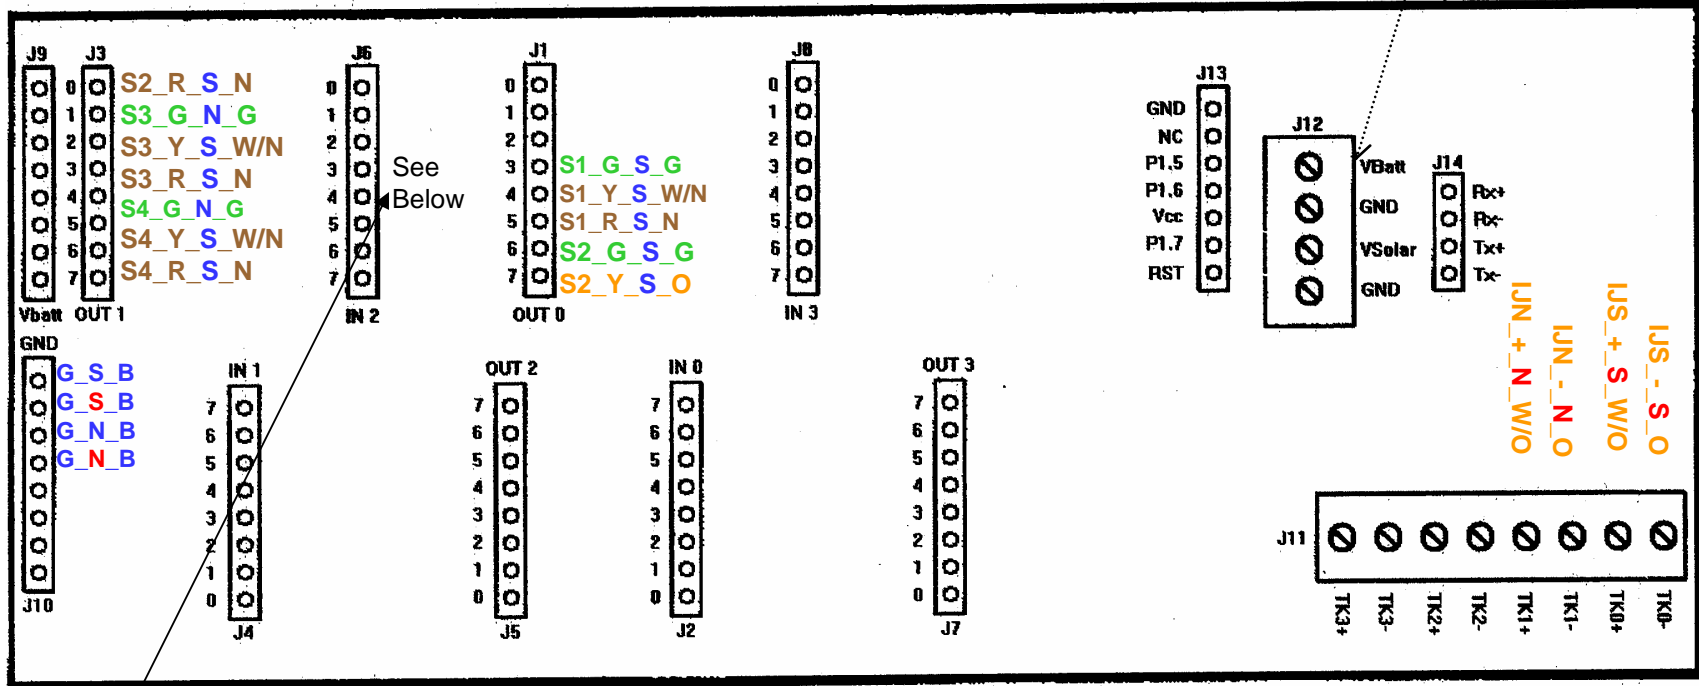 J9 J3 J6 J1 J8
0 S2_R_S_N
1 S3_G_N_G
2 S3_Y_S_W/N
3 S3_R_S_N
4 S4_G_N_G
5 S4_Y_S_W/N
6 S4_R_S_N
7
Vbatt OUT 1
0
1
2
3
4
5
6
7
IN 2
See
Below
0
1
2
3 S1_G_S_G
4 S1_Y_S_W/N
5 S1_R_S_N
6 S2_G_S_G
7 S2_Y_S_O
OUT 0
0
1
2
3
4
5
6
7
IN 3
J13
GND
NC
P1.5
P1.6
Vcc
P1.7
RST
J12
VBatt
GND
VSolar
GND
J14
Rx+
Rx-
Tx+
Tx-
GND
G_S_B
G_S_B
G_N_B
G_N_B
J10
IN 1
7
6
5
4
3
2
1
0
J4
OUT 2
7
6
5
4
3
2
1
0
J5
IN 0
7
6
5
4
3
2
1
0
J2
OUT 3
7
6
5
4
3
2
1
0
J7
IJN_+_N_W/O
IJN_-_N_O
IJS_+_S_W/O
IJS_-_S_O
J11
TK3+
TK3-
TK2+
TK2-
TK1+
TK1-
TK0+
TK0-